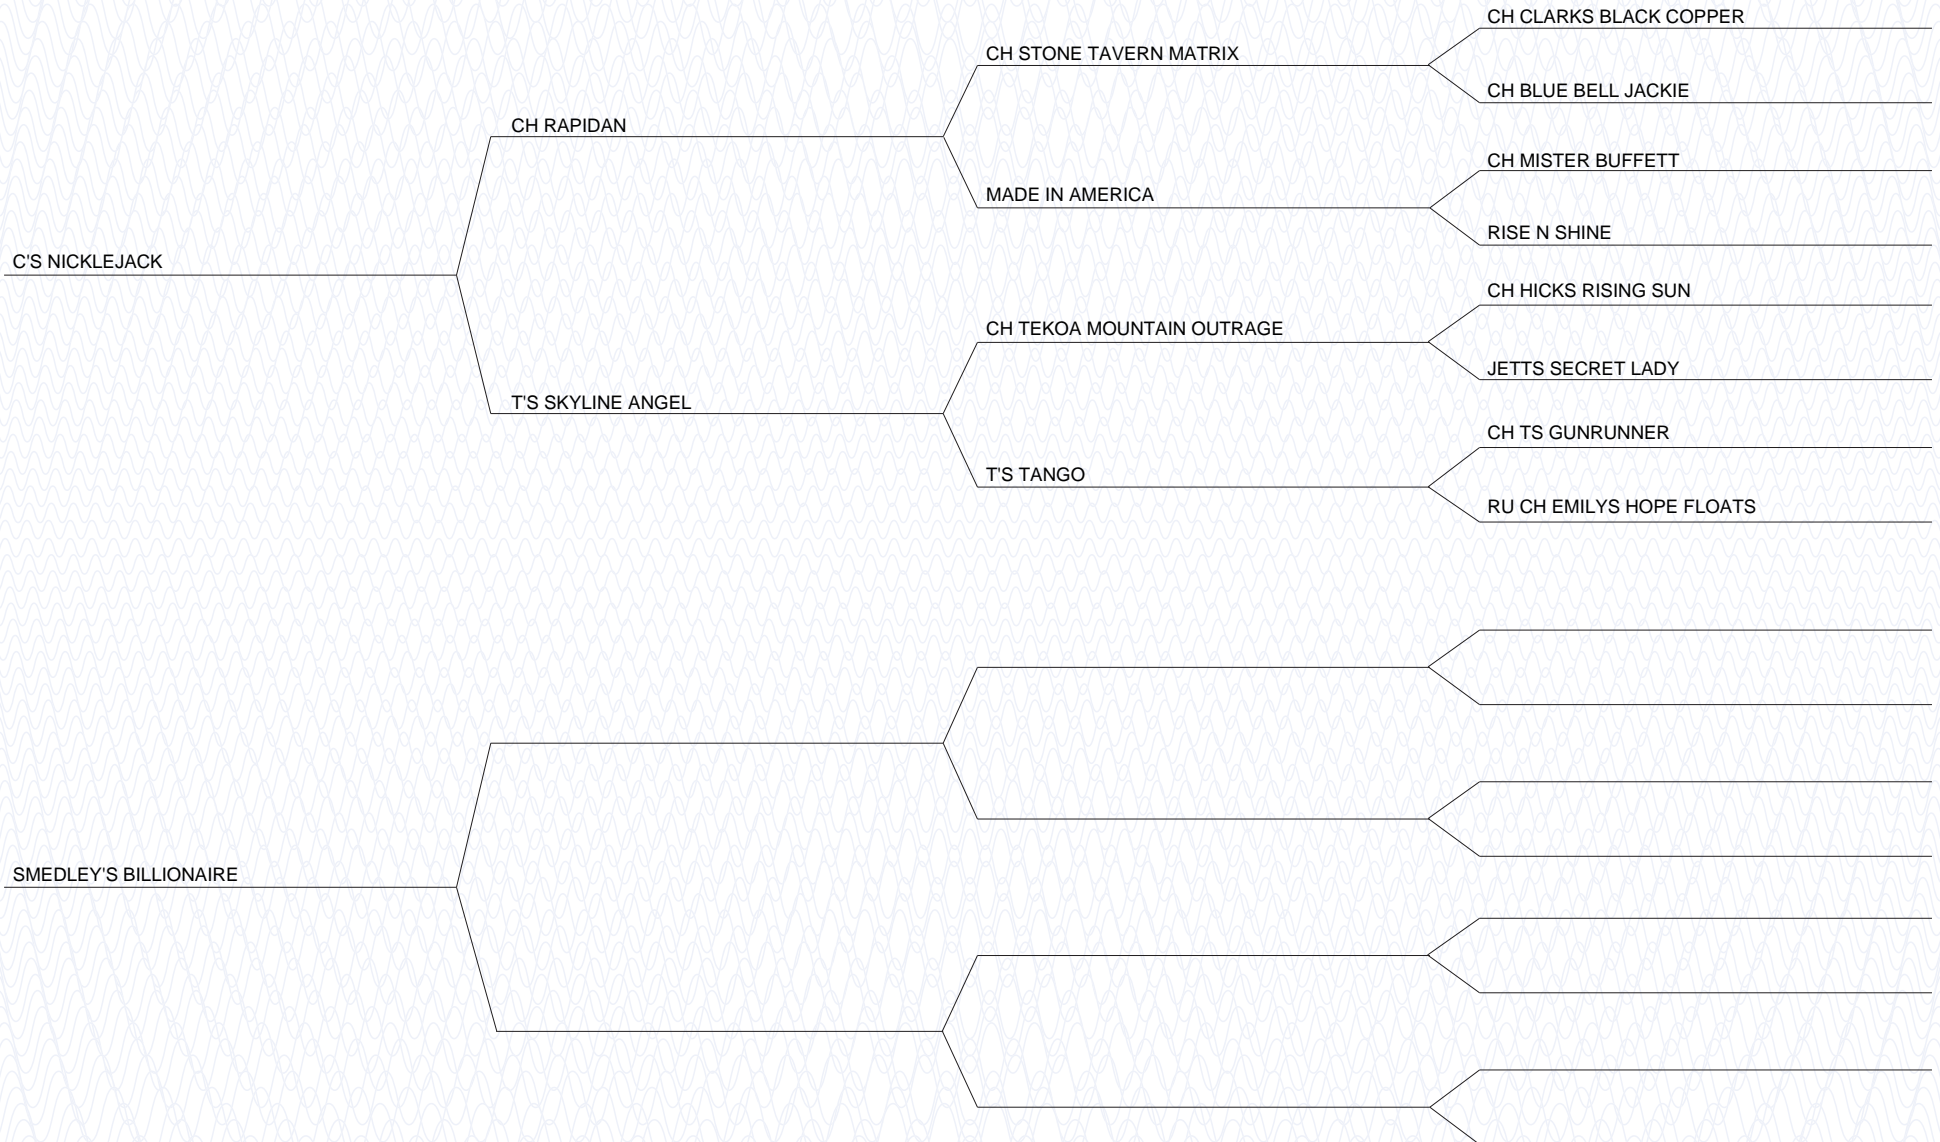 CH CLARKS BLACK COPPER
CH STONE TAVERN MATRIX
CH BLUE BELL JACKIE
CH RAPIDAN
CH MISTER BUFFETT
MADE IN AMERICA
RISE N SHINE
C'S NICKLEJACK
CH HICKS RISING SUN
CH TEKOA MOUNTAIN OUTRAGE
JETTS SECRET LADY
T'S SKYLINE ANGEL
CH TS GUNRUNNER
T'S TANGO
RU CH EMILYS HOPE FLOATS
SMEDLEY'S BILLIONAIRE